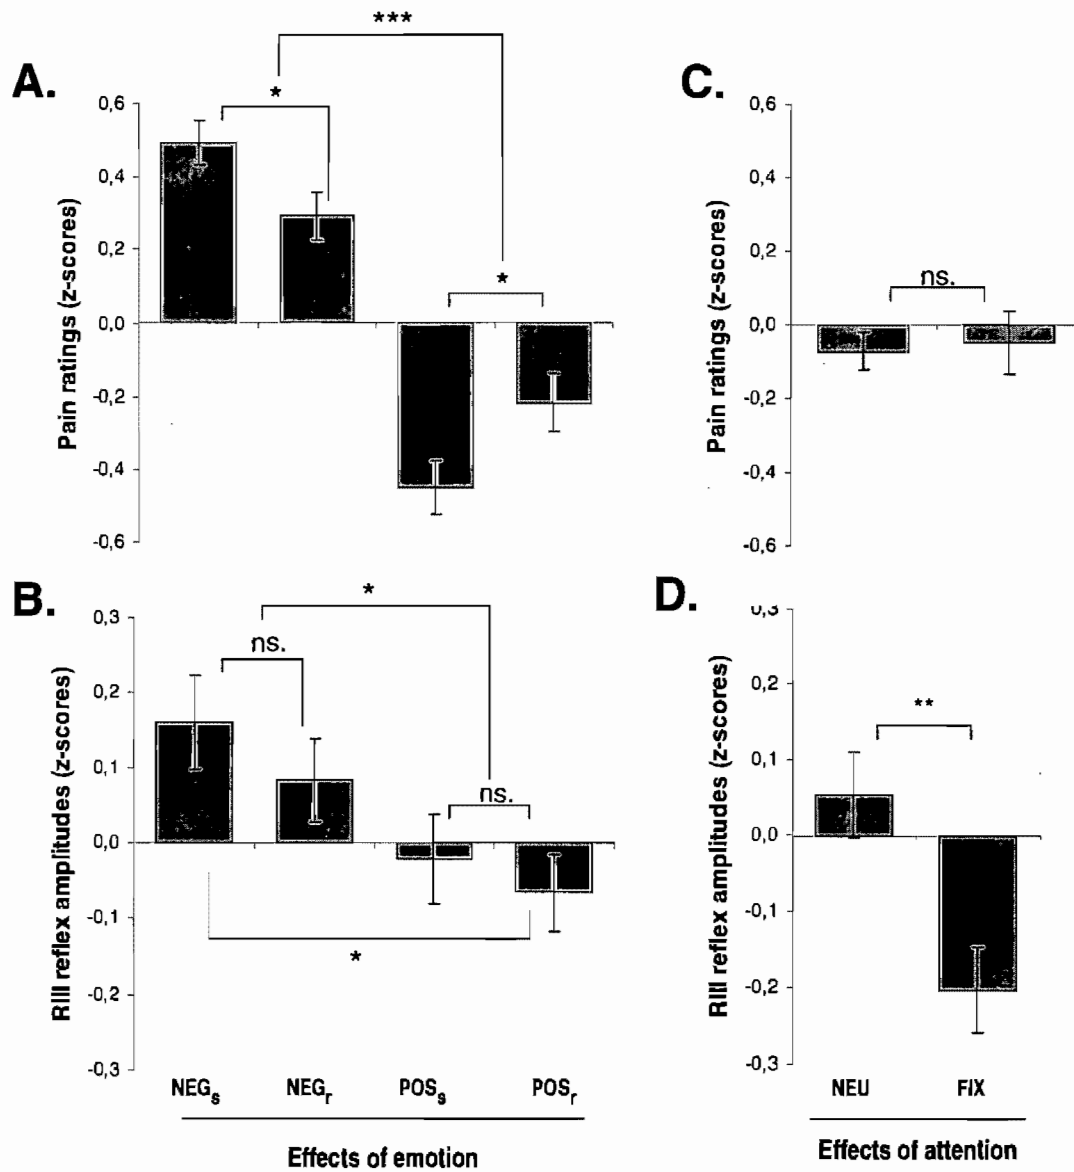 A.
***
*
*
Pain ratings (z-scores)
0,6
0,4
0,2
0,0
-0,2
-0,4
-0,6
C.
ns.
Pain ratings (z-scores)
0,6
0,4
0,2
0,0
-0,2
-0,4
-0,6
B.
*
ns.
ns.
*
RIII reflex amplitudes (z-scores)
0,3
0,2
0,1
0,0
-0,1
-0,2
-0,3
NEGs NEGr POSs POSr
Effects of emotion
D.
**
RIII reflex amplitudes (z-scores)
0,3
0,2
0,1
0,0
-0,1
-0,2
-0,3
NEU FIX
Effects of attention